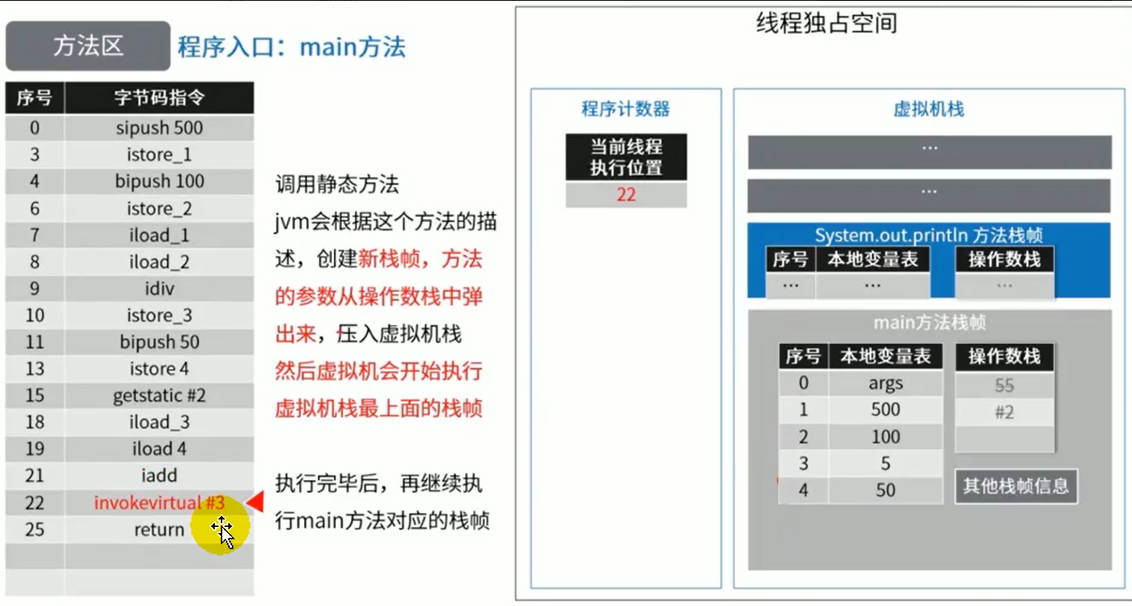 线程独占空间
方法区
程序入口：main方法
序号 字节码指令
0 sipush 500
3 istore_1
4 bipush 100
6 istore_2
7 iload_1
8 iload_2
9 idiv
10 istore_3
11 bipush 50
13 istore 4
15 getstatic #2
18 iload_3
19 iload 4
21 iadd
22 invokevirtual #3
25 return
调用静态方法
jvm会根据这个方法的描
述，创建新栈帧，方法
的参数从操作数栈中弹
出来，压入虚拟机栈
然后虚拟机会开始执行
虚拟机栈最上面的栈帧
执行完毕后，再继续执
行main方法对应的栈帧
程序计数器
当前线程
执行位置
22
虚拟机栈
...
...
System.out.println 方法栈帧
序号 本地变量表 操作数栈
... ... ...
main方法栈帧
序号 本地变量表 操作数栈
0 args 55
1 500 #2
2 100
3 5
4 50
其他栈帧信息